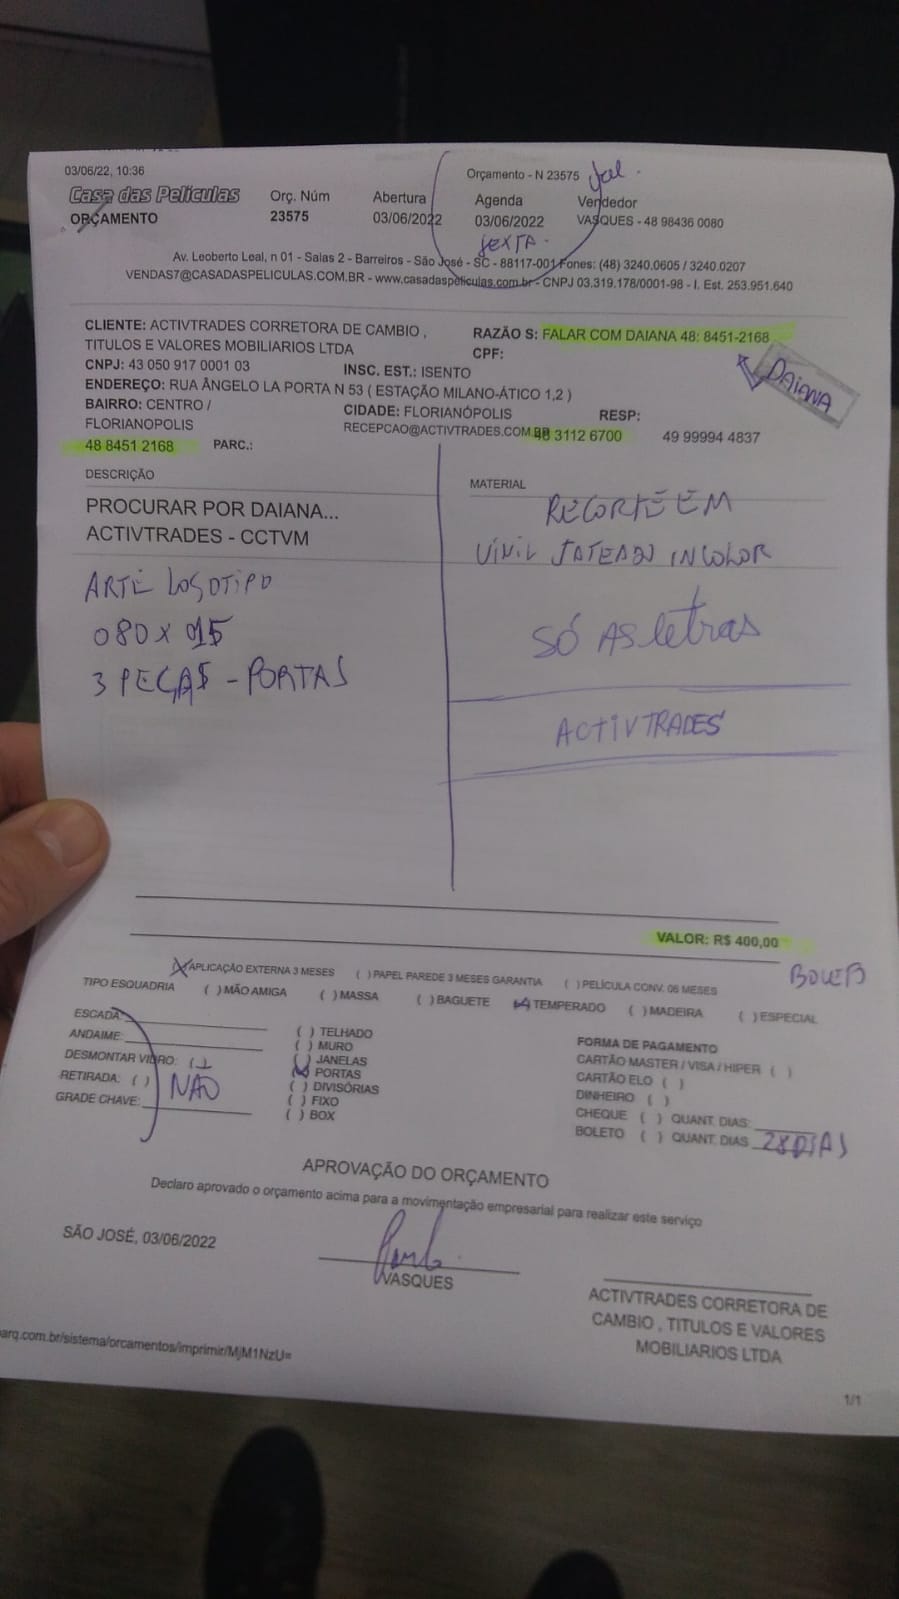 03/06/22, 10:36
Orçamento - N 23575
Casa das Peliculas
ORÇAMENTO
Orç. Núm
23575
Abertura
03/06/2022
Agenda
03/06/2022
SEXTA -
Vendedor
VASQUES - 48 98436 0080
Av. Leoberto Leal, n 01 - Salas 2 - Barreiros - São José - SC - 88117-001 Fones: (48) 3240.0605 / 3240.0207
VENDAS7@CASADASPELICULAS.COM.BR - www.casadaspeliculas.com.br - CNPJ 03.319.178/0001-98 - I. Est. 253.951.640
CLIENTE: ACTIVTRADES CORRETORA DE CAMBIO ,
TITULOS E VALORES MOBILIARIOS LTDA
RAZÃO S: FALAR COM DAIANA 48: 8451-2168
CPF:
DAIANA
CNPJ: 43 050 917 0001 03
INSC. EST.: ISENTO
ENDEREÇO: RUA ÂNGELO LA PORTA N 53 ( ESTAÇÃO MILANO-ÁTICO 1,2 )
BAIRRO: CENTRO /
FLORIANOPOLIS
CIDADE: FLORIANÓPOLIS
RESP:
RECEPCAO@ACTIVTRADES.COM.BR
48 3112 6700
49 99994 4837
48 8451 2168
PARC.:
DESCRIÇÃO
PROCURAR POR DAIANA...
ACTIVTRADES - CCTVM
ARTE LOGOTIPO
080 X 015
3 PEÇAS - PORTAS
MATERIAL
RECORTE EM
VINIL JATEADO INCOLOR
SÓ AS letras
ACTIVTRADES
VALOR: R$ 400,00
BOLETO
(X) APLICAÇÃO EXTERNA 3 MESES ( ) PAPEL PAREDE 3 MESES GARANTIA ( ) PELÍCULA CONV. 06 MESES
TIPO ESQUADRIA ( ) MÃO AMIGA ( ) MASSA ( ) BAGUETE (X) TEMPERADO ( ) MADEIRA ( ) ESPECIAL
ESCADA:
ANDAIME:
DESMONTAR VIDRO: ( )
RETIRADA: ( )
GRADE CHAVE:
NÃO
( ) TELHADO
( ) MURO
( ) JANELAS
(X) PORTAS
( ) DIVISÓRIAS
( ) FIXO
( ) BOX
FORMA DE PAGAMENTO
CARTÃO MASTER / VISA / HIPER ( )
CARTÃO ELO ( )
DINHEIRO ( )
CHEQUE ( ) QUANT. DIAS:
BOLETO ( ) QUANT. DIAS 28 DIAS
APROVAÇÃO DO ORÇAMENTO
Declaro aprovado o orçamento acima para a movimentação empresarial para realizar este serviço
SÃO JOSÉ, 03/06/2022
VASQUES
ACTIVTRADES CORRETORA DE
CAMBIO , TITULOS E VALORES
MOBILIARIOS LTDA
arq.com.br/sistema/orcamentos/imprimir/MjM1NzU=
1/1